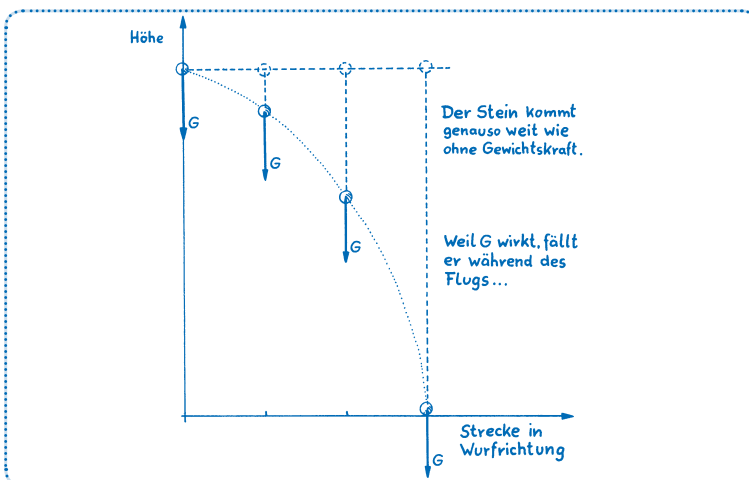 Höhe
G
Der Stein kommt
genauso weit wie
ohne Gewichtskraft.
G
G
Weil G wirkt, fällt
er während des
Flugs...
Strecke in
Wurfrichtung
G